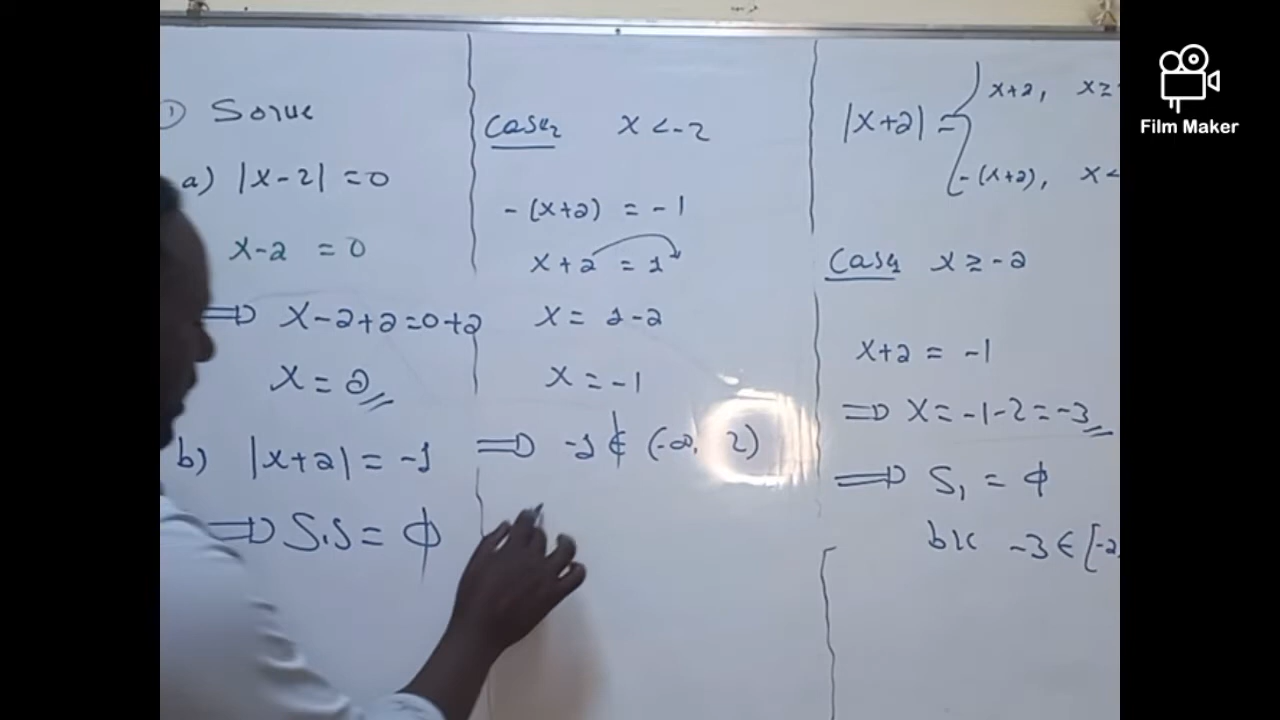 ① Solve
a) |x-2| = 0
x-2 = 0
⟹ x-2+2=0+2
x = 2
b) |x+2| = -1
⟹ S.S = ϕ
Case₂ x < -2
-(x+2) = -1
x+2 = 1
x = 1-2
x = -1
⟹ -1 ∉ (-∞, 2)
|x+2| =
x+2, x ≥
-(x+2), x <
Case₁ x ≥ -2
x+2 = -1
⟹ x = -1-2 = -3
⟹ S₁ = ϕ
b/c -3 ∈ [-2
Film Maker